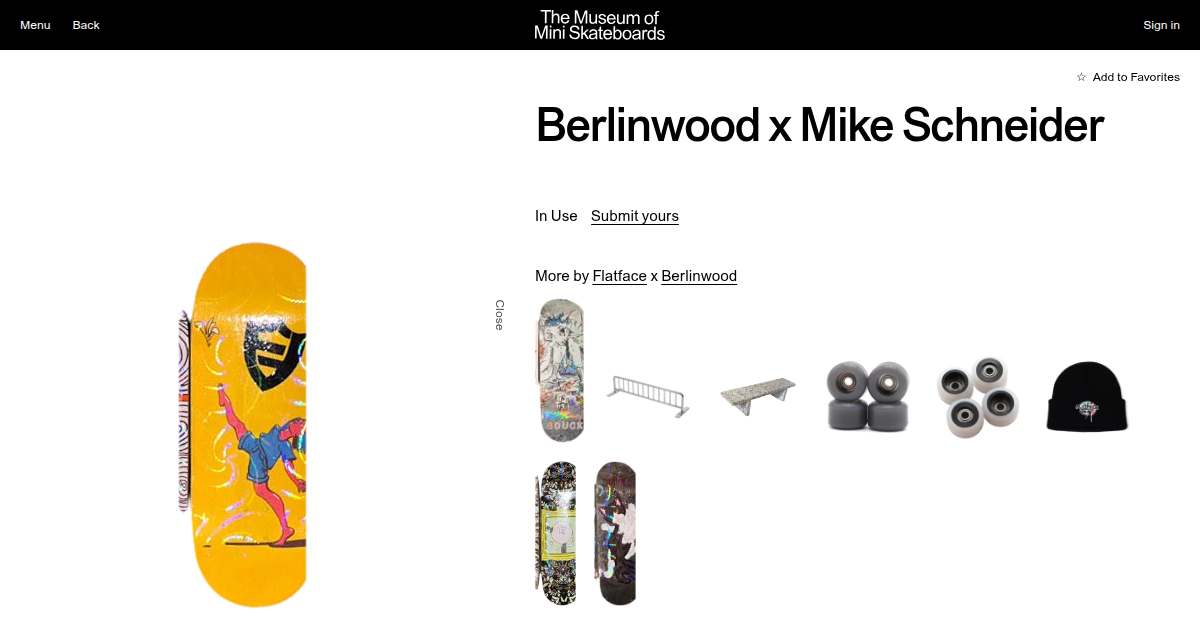 Menu
Back
The Museum of
Mini Skateboards
Sign in
☆ Add to Favorites
Berlinwood x Mike Schneider
In Use Submit yours
More by Flatface x Berlinwood
Close